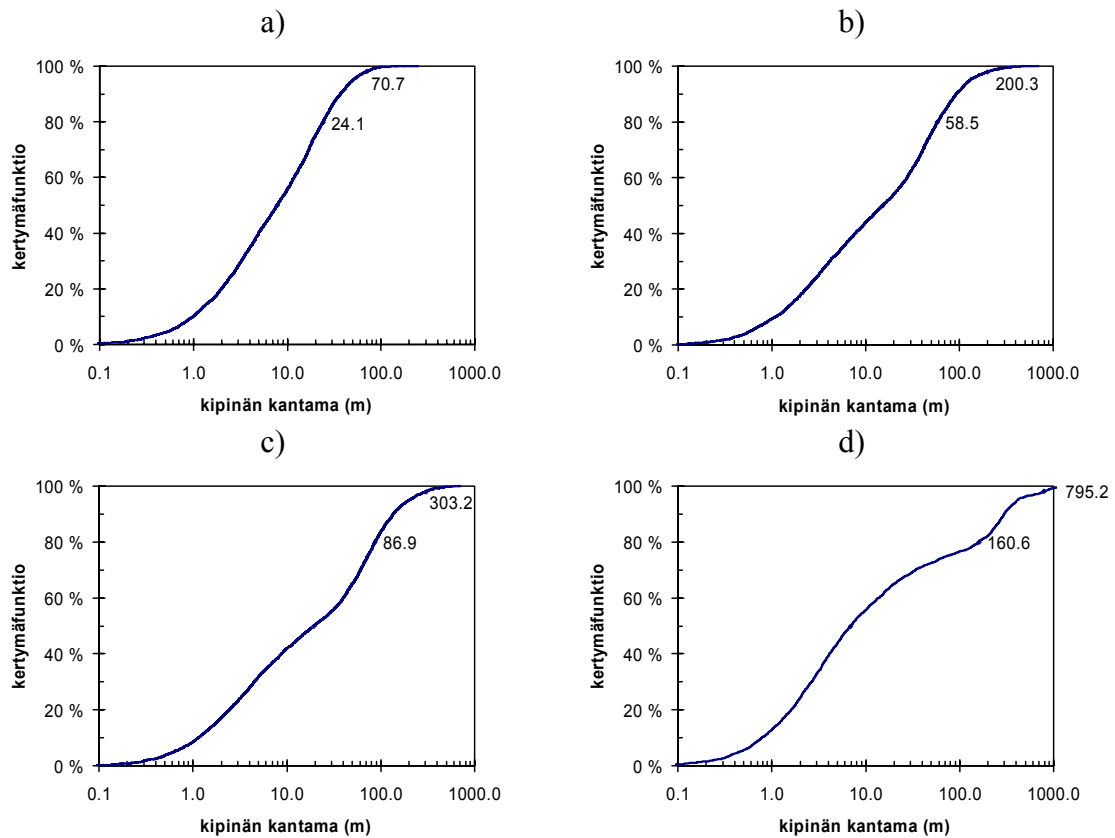 a)
kertymäfunktio
100 %
80 %
60 %
40 %
20 %
0 %
70.7
24.1
0.1 1.0 10.0 100.0 1000.0
kipinän kantama (m)
b)
kertymäfunktio
100 %
80 %
60 %
40 %
20 %
0 %
200.3
58.5
0.1 1.0 10.0 100.0 1000.0
kipinän kantama (m)
c)
kertymäfunktio
100 %
80 %
60 %
40 %
20 %
0 %
303.2
86.9
0.1 1.0 10.0 100.0 1000.0
kipinän kantama (m)
d)
kertymäfunktio
100 %
80 %
60 %
40 %
20 %
0 %
795.2
160.6
0.1 1.0 10.0 100.0 1000.0
kipinän kantama (m)